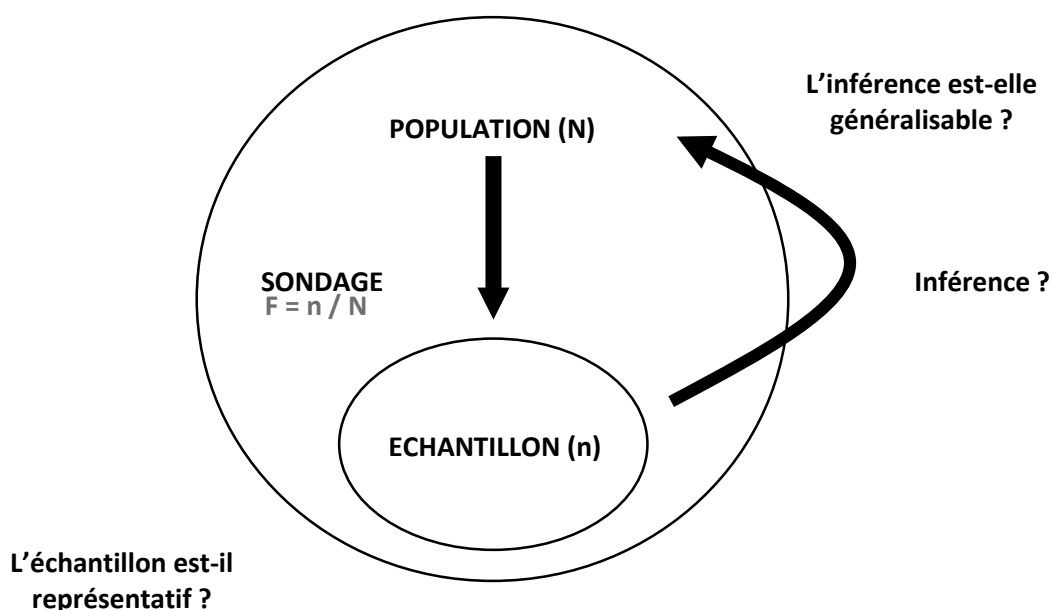 L’inférence est-elle
généralisable ?
POPULATION (N)
SONDAGE
F = n / N
Inférence ?
ECHANTILLON (n)
L’échantillon est-il
représentatif ?